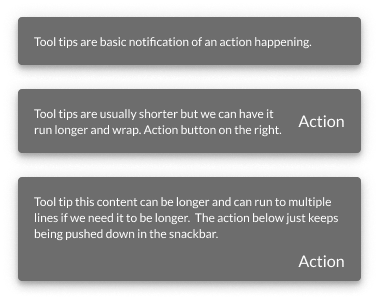 Tool tips are basic notification of an action happening.
Tool tips are usually shorter but we can have it
run longer and wrap. Action button on the right.
Action
Tool tip this content can be longer and can run to multiple
lines if we need it to be longer.  The action below just keeps
being pushed down in the snackbar.
Action